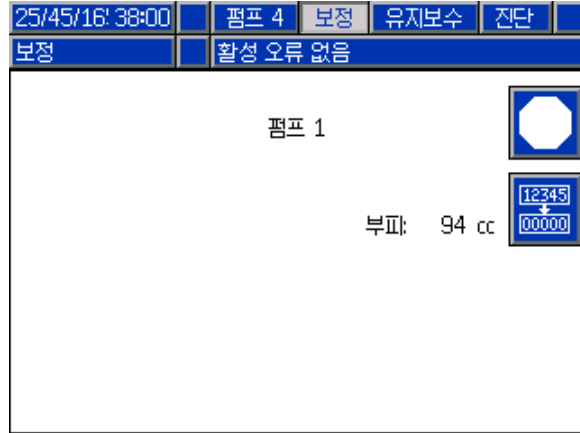 25/45/16! 38:00 펌프 4 보정 유지보수 진단
보정 활성 오류 없음
펌프 1
12345
부피: 94 cc
00000